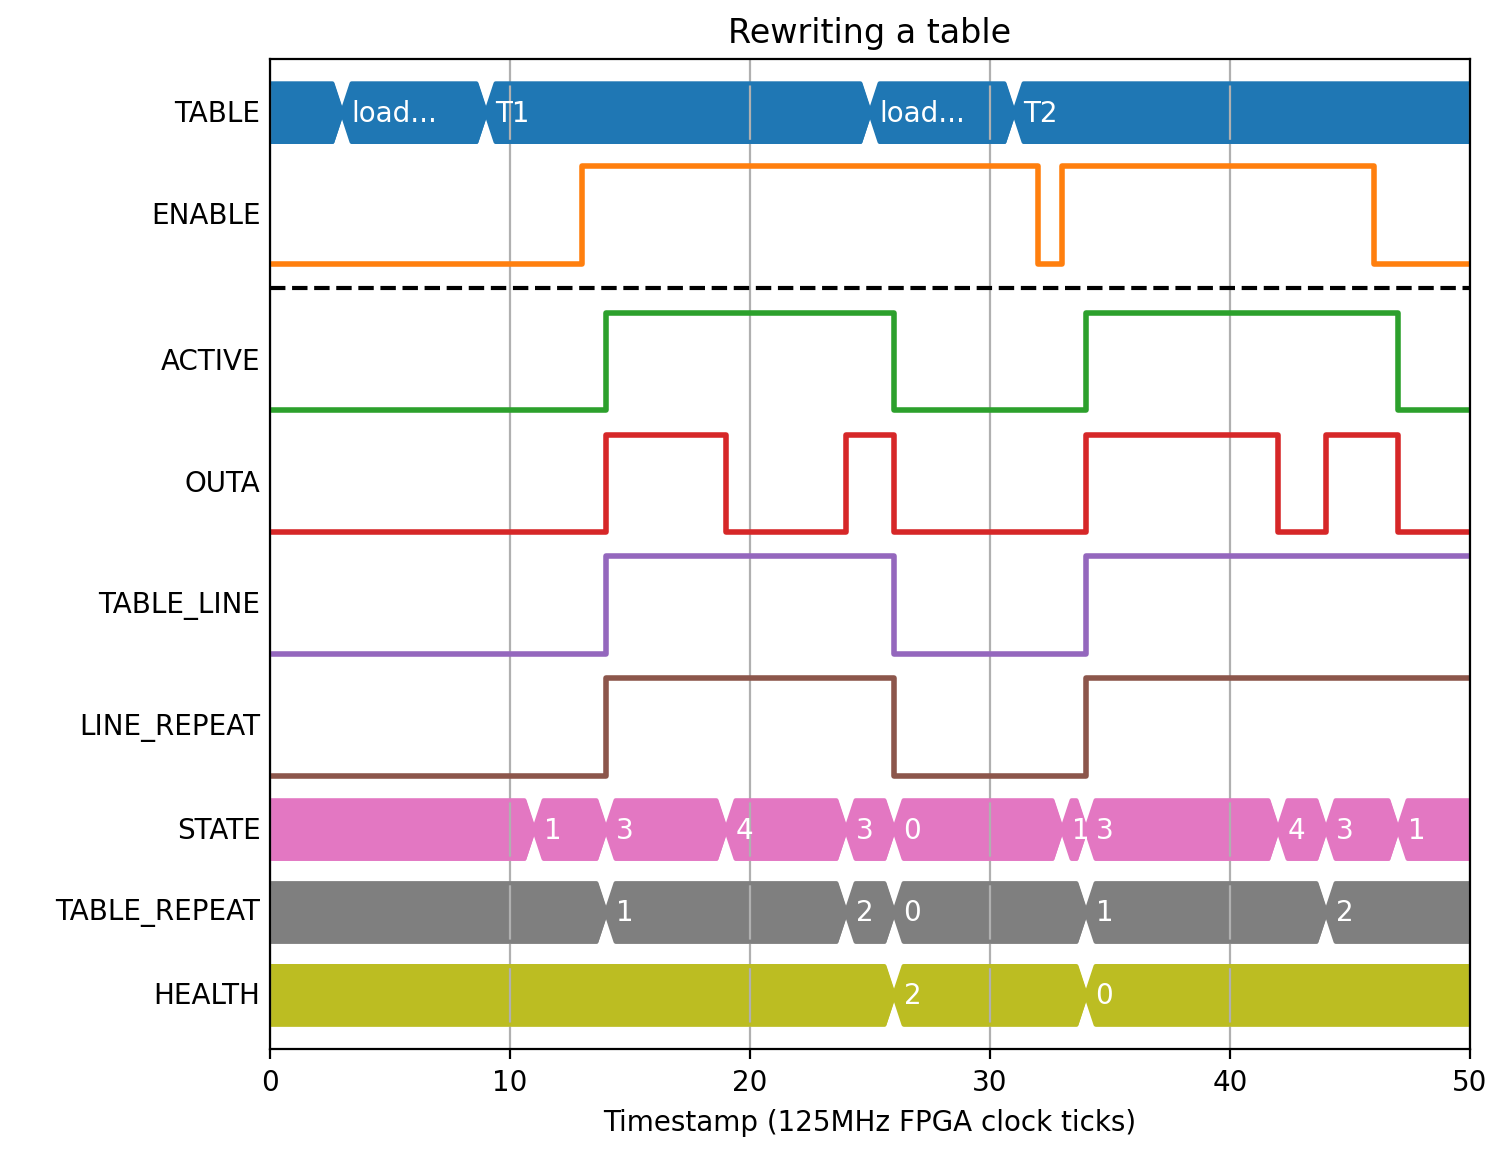 Rewriting a table
TABLE load... T1 load... T2
ENABLE
ACTIVE
OUTA
TABLE_LINE
LINE_REPEAT
STATE 1 3 4 3 0 1 3 4 3 1
TABLE_REPEAT 1 2 0 1 2
HEALTH 2 0
0 10 20 30 40 50
Timestamp (125MHz FPGA clock ticks)